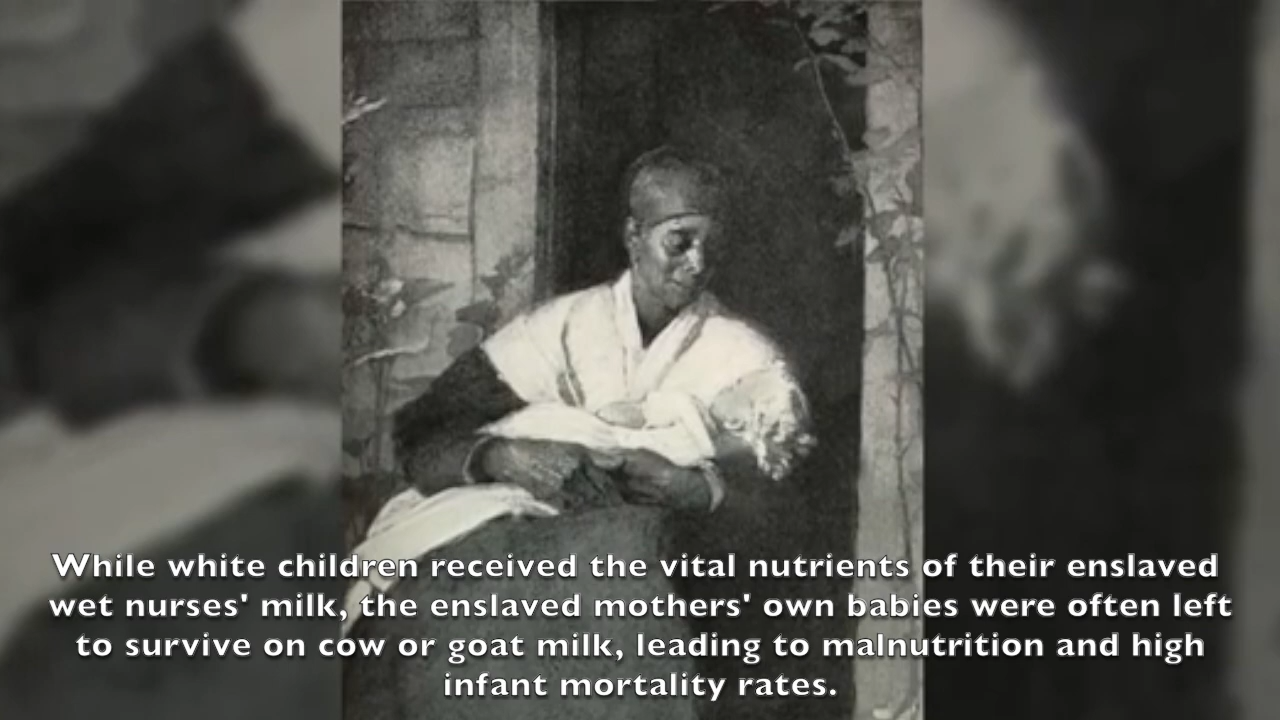 While white children received the vital nutrients of their enslaved
wet nurses' milk, the enslaved mothers' own babies were often left
to survive on cow or goat milk, leading to malnutrition and high
infant mortality rates.